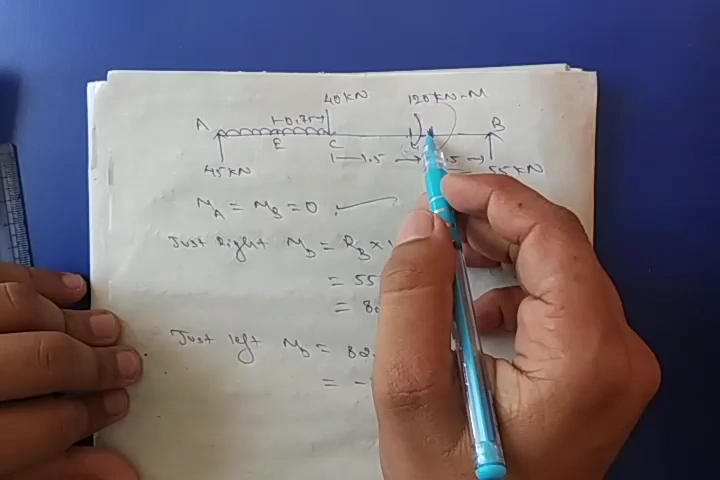 40 kN 120 kN-M
0.75
A E C B
1.5 .5
45 kN 55 kN
MA = MB = 0
Just Right MD = RB × 1
= 55
= 8
Just left MD = 82.
= -